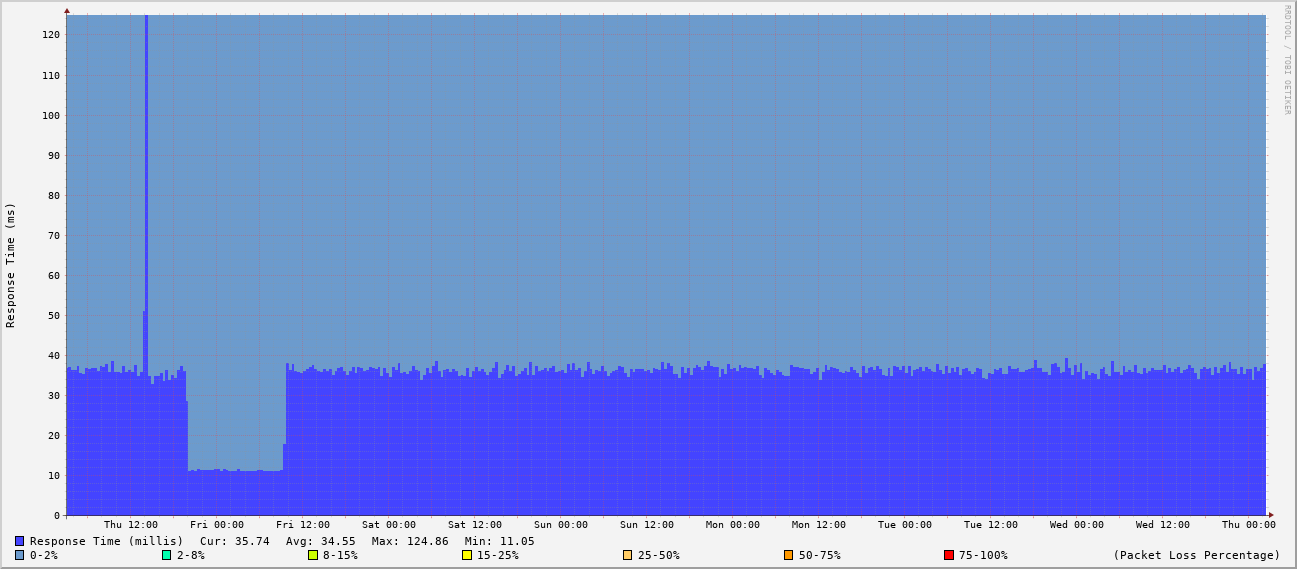 RRDTOOL / TOBI OETIKER
Response Time (ms)
120
110
100
90
80
70
60
50
40
30
20
10
0
Thu 12:00 Fri 00:00 Fri 12:00 Sat 00:00 Sat 12:00 Sun 00:00 Sun 12:00 Mon 00:00 Mon 12:00 Tue 00:00 Tue 12:00 Wed 00:00 Wed 12:00 Thu 00:00
Response Time (millis) Cur: 35.74 Avg: 34.55 Max: 124.86 Min: 11.05
0-2% 2-8% 8-15% 15-25% 25-50% 50-75% 75-100% (Packet Loss Percentage)